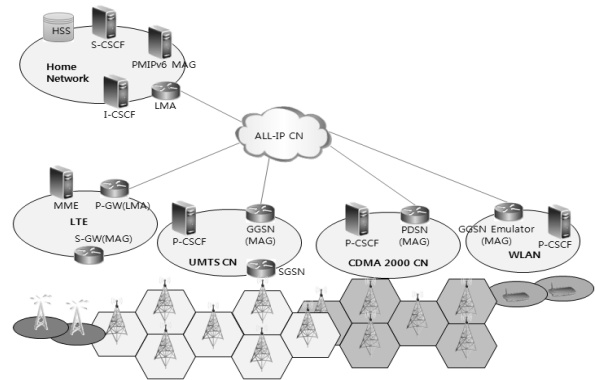 HSS
S-CSCF
Home
Network
PMIPv6 MAG
I-CSCF
LMA
ALL-IP CN
MME
P-GW(LMA)
LTE
S-GW(MAG)
P-CSCF
GGSN
(MAG)
UMTS CN
SGSN
P-CSCF
PDSN
(MAG)
CDMA 2000 CN
GGSN Emulator
(MAG)
P-CSCF
WLAN